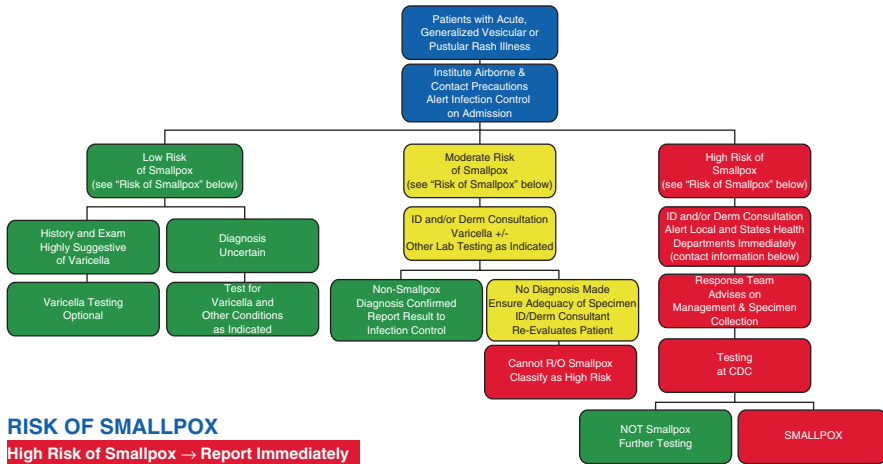 Patients with Acute,
Generalized Vesicular or
Pustular Rash Illness
Institute Airborne &
Contact Precautions
Alert Infection Control
on Admission
Low Risk
of Smallpox
(see “Risk of Smallpox” below)
History and Exam
Highly Suggestive
of Varicella
Varicella Testing
Optional
Diagnosis
Uncertain
Test for
Varicella and
Other Conditions
as Indicated
Moderate Risk
of Smallpox
(see “Risk of Smallpox” below)
ID and/or Derm Consultation
Varicella +/-
Other Lab Testing as Indicated
Non-Smallpox
Diagnosis Confirmed
Report Result to
Infection Control
No Diagnosis Made
Ensure Adequacy of Specimen
ID/Derm Consultant
Re-Evaluates Patient
Cannot R/O Smallpox
Classify as High Risk
High Risk of
Smallpox
(see “Risk of Smallpox” below)
ID and/or Derm Consultation
Alert Local and States Health
Departments Immediately
(contact information below)
Response Team
Advises on
Management & Specimen
Collection
Testing
at CDC
NOT Smallpox
Further Testing
SMALLPOX
RISK OF SMALLPOX
High Risk of Smallpox → Report Immediately